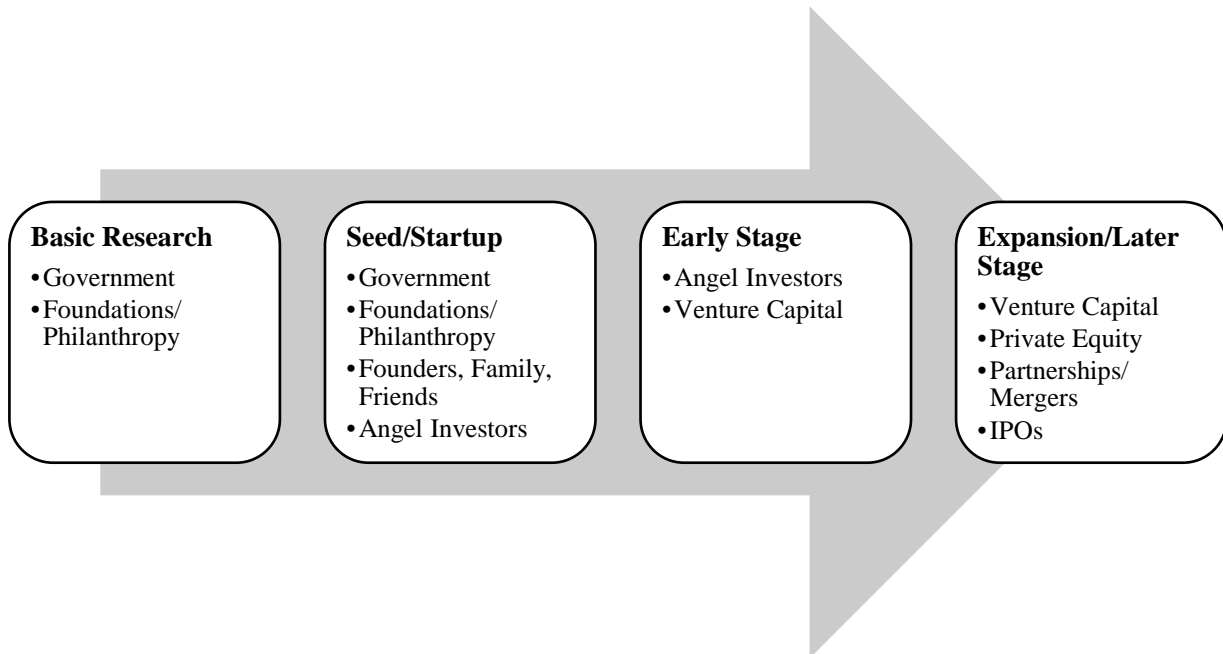 Basic Research
•Government
•Foundations/
Philanthropy
Seed/Startup
•Government
•Foundations/
Philanthropy
•Founders, Family,
Friends
•Angel Investors
Early Stage
•Angel Investors
•Venture Capital
Expansion/Later
Stage
•Venture Capital
•Private Equity
•Partnerships/
Mergers
•IPOs